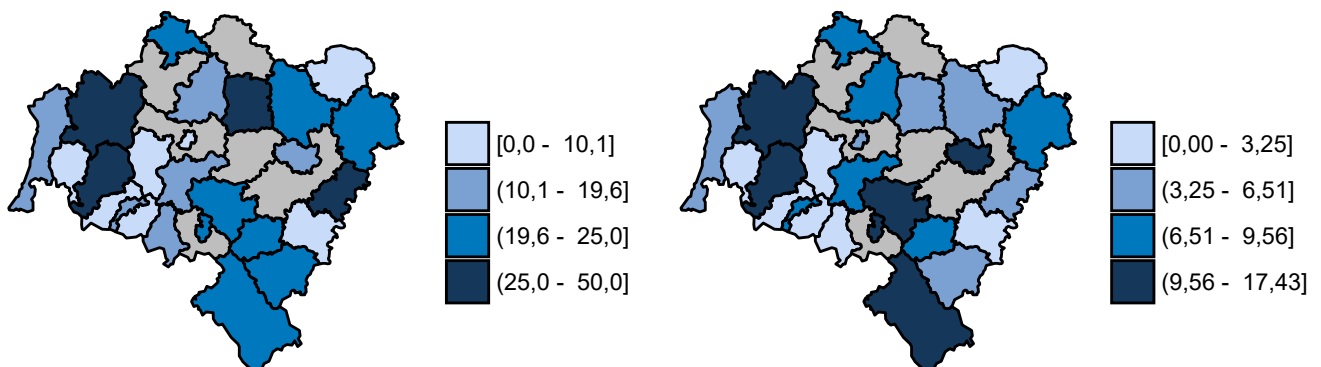 [0,0 - 10,1]
(10,1 - 19,6]
(19,6 - 25,0]
(25,0 - 50,0]
[0,00 - 3,25]
(3,25 - 6,51]
(6,51 - 9,56]
(9,56 - 17,43]